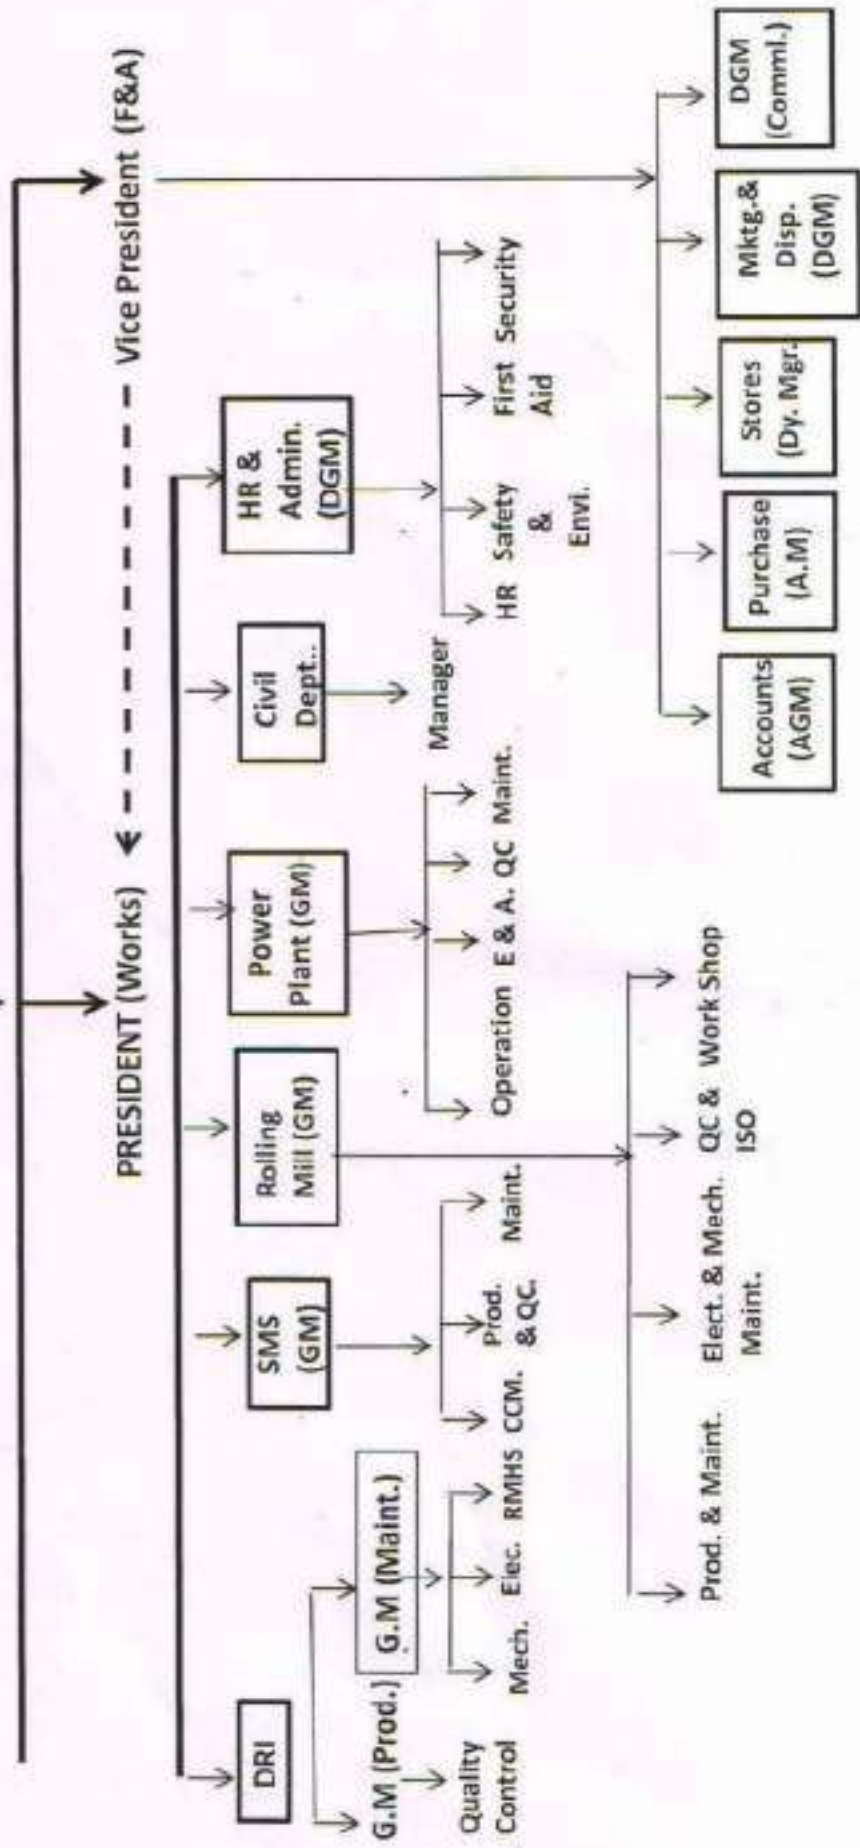 PRESIDENT (Works)
Vice President (F&A)
DRI
SMS
(GM)
Rolling
Mill (GM)
Power
Plant (GM)
Civil
Dept..
HR &
Admin.
(DGM)
G.M (Prod.)
G.M (Maint.)
Quality
Control
Mech.
Elec.
RMHS
CCM.
Prod.
& QC.
Maint.
Operation
E & A.
QC
Maint.
Manager
HR
Safety
&
Envi.
First
Aid
Security
Prod. & Maint.
Elect. & Mech.
Maint.
QC &
ISO
Work Shop
Accounts
(AGM)
Purchase
(A.M)
Stores
(Dy. Mgr.
Mktg.&
Disp.
(DGM)
DGM
(Comml.)